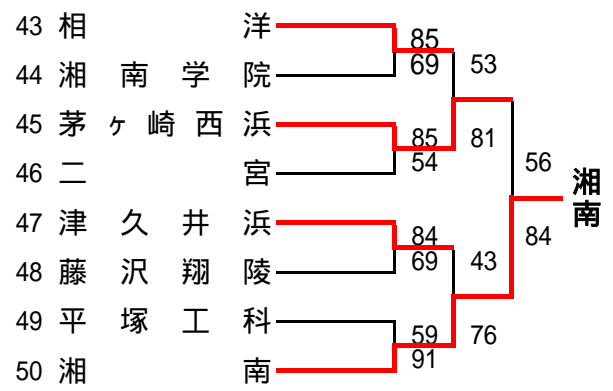 43 相洋
85
44 湘南学院
69
53
45 茅ヶ崎西浜
85
81
46 二宮
54
56
湘南
47 津久井浜
84
84
48 藤沢翔陵
69
43
49 平塚工科
59
76
50 湘南
91